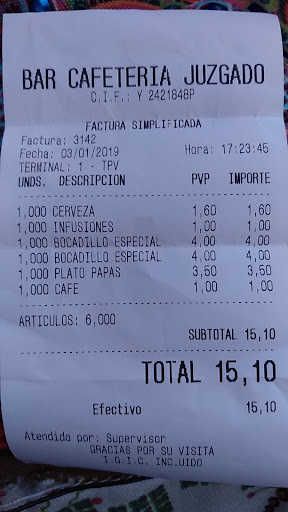 BAR CAFETERIA JUZGADO
C.I.F.: Y 2421848P
FACTURA SIMPLIFICADA
Factura: 3142
Fecha: 03/01/2019 Hora: 17:23:45
TERMINAL: 1 - TPV
UNDS. DESCRIPCION PVP IMPORTE
1,000 CERVEZA 1,60 1,60
1,000 INFUSIONES 1,00 1,00
1,000 BOCADILLO ESPECIAL 4,00 4,00
1,000 BOCADILLO ESPECIAL 4,00 4,00
1,000 PLATO PAPAS 3,50 3,50
1,000 CAFE 1,00 1,00
ARTICULOS: 6,000
SUBTOTAL 15,10
TOTAL 15,10
Efectivo 15,10
Atendido por: Supervisor
GRACIAS POR SU VISITA
I.G.I.C. INCLUIDO